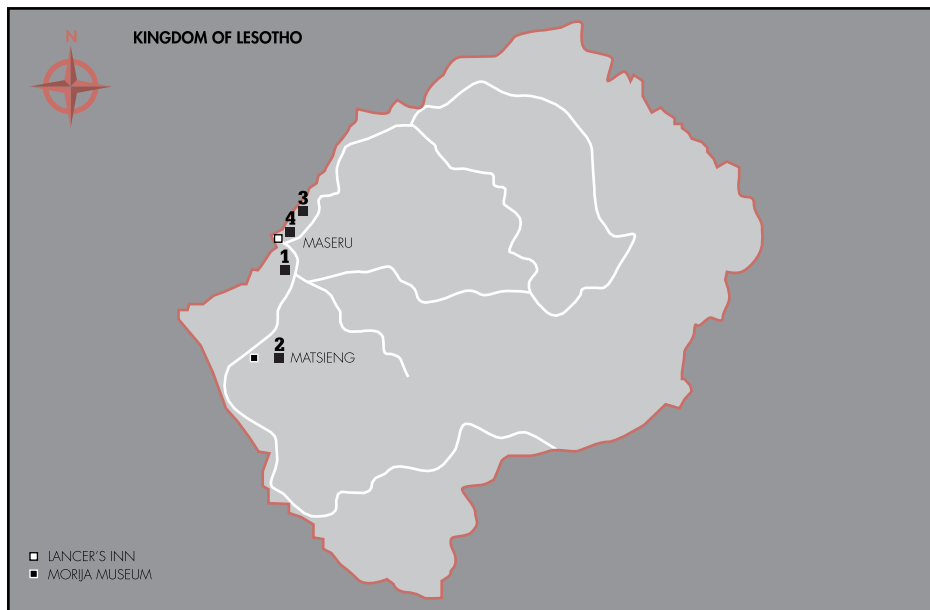 N
KINGDOM OF LESOTHO
3
4
MASERU
1
2
MATSIENG
LANCER'S INN
MORIJA MUSEUM